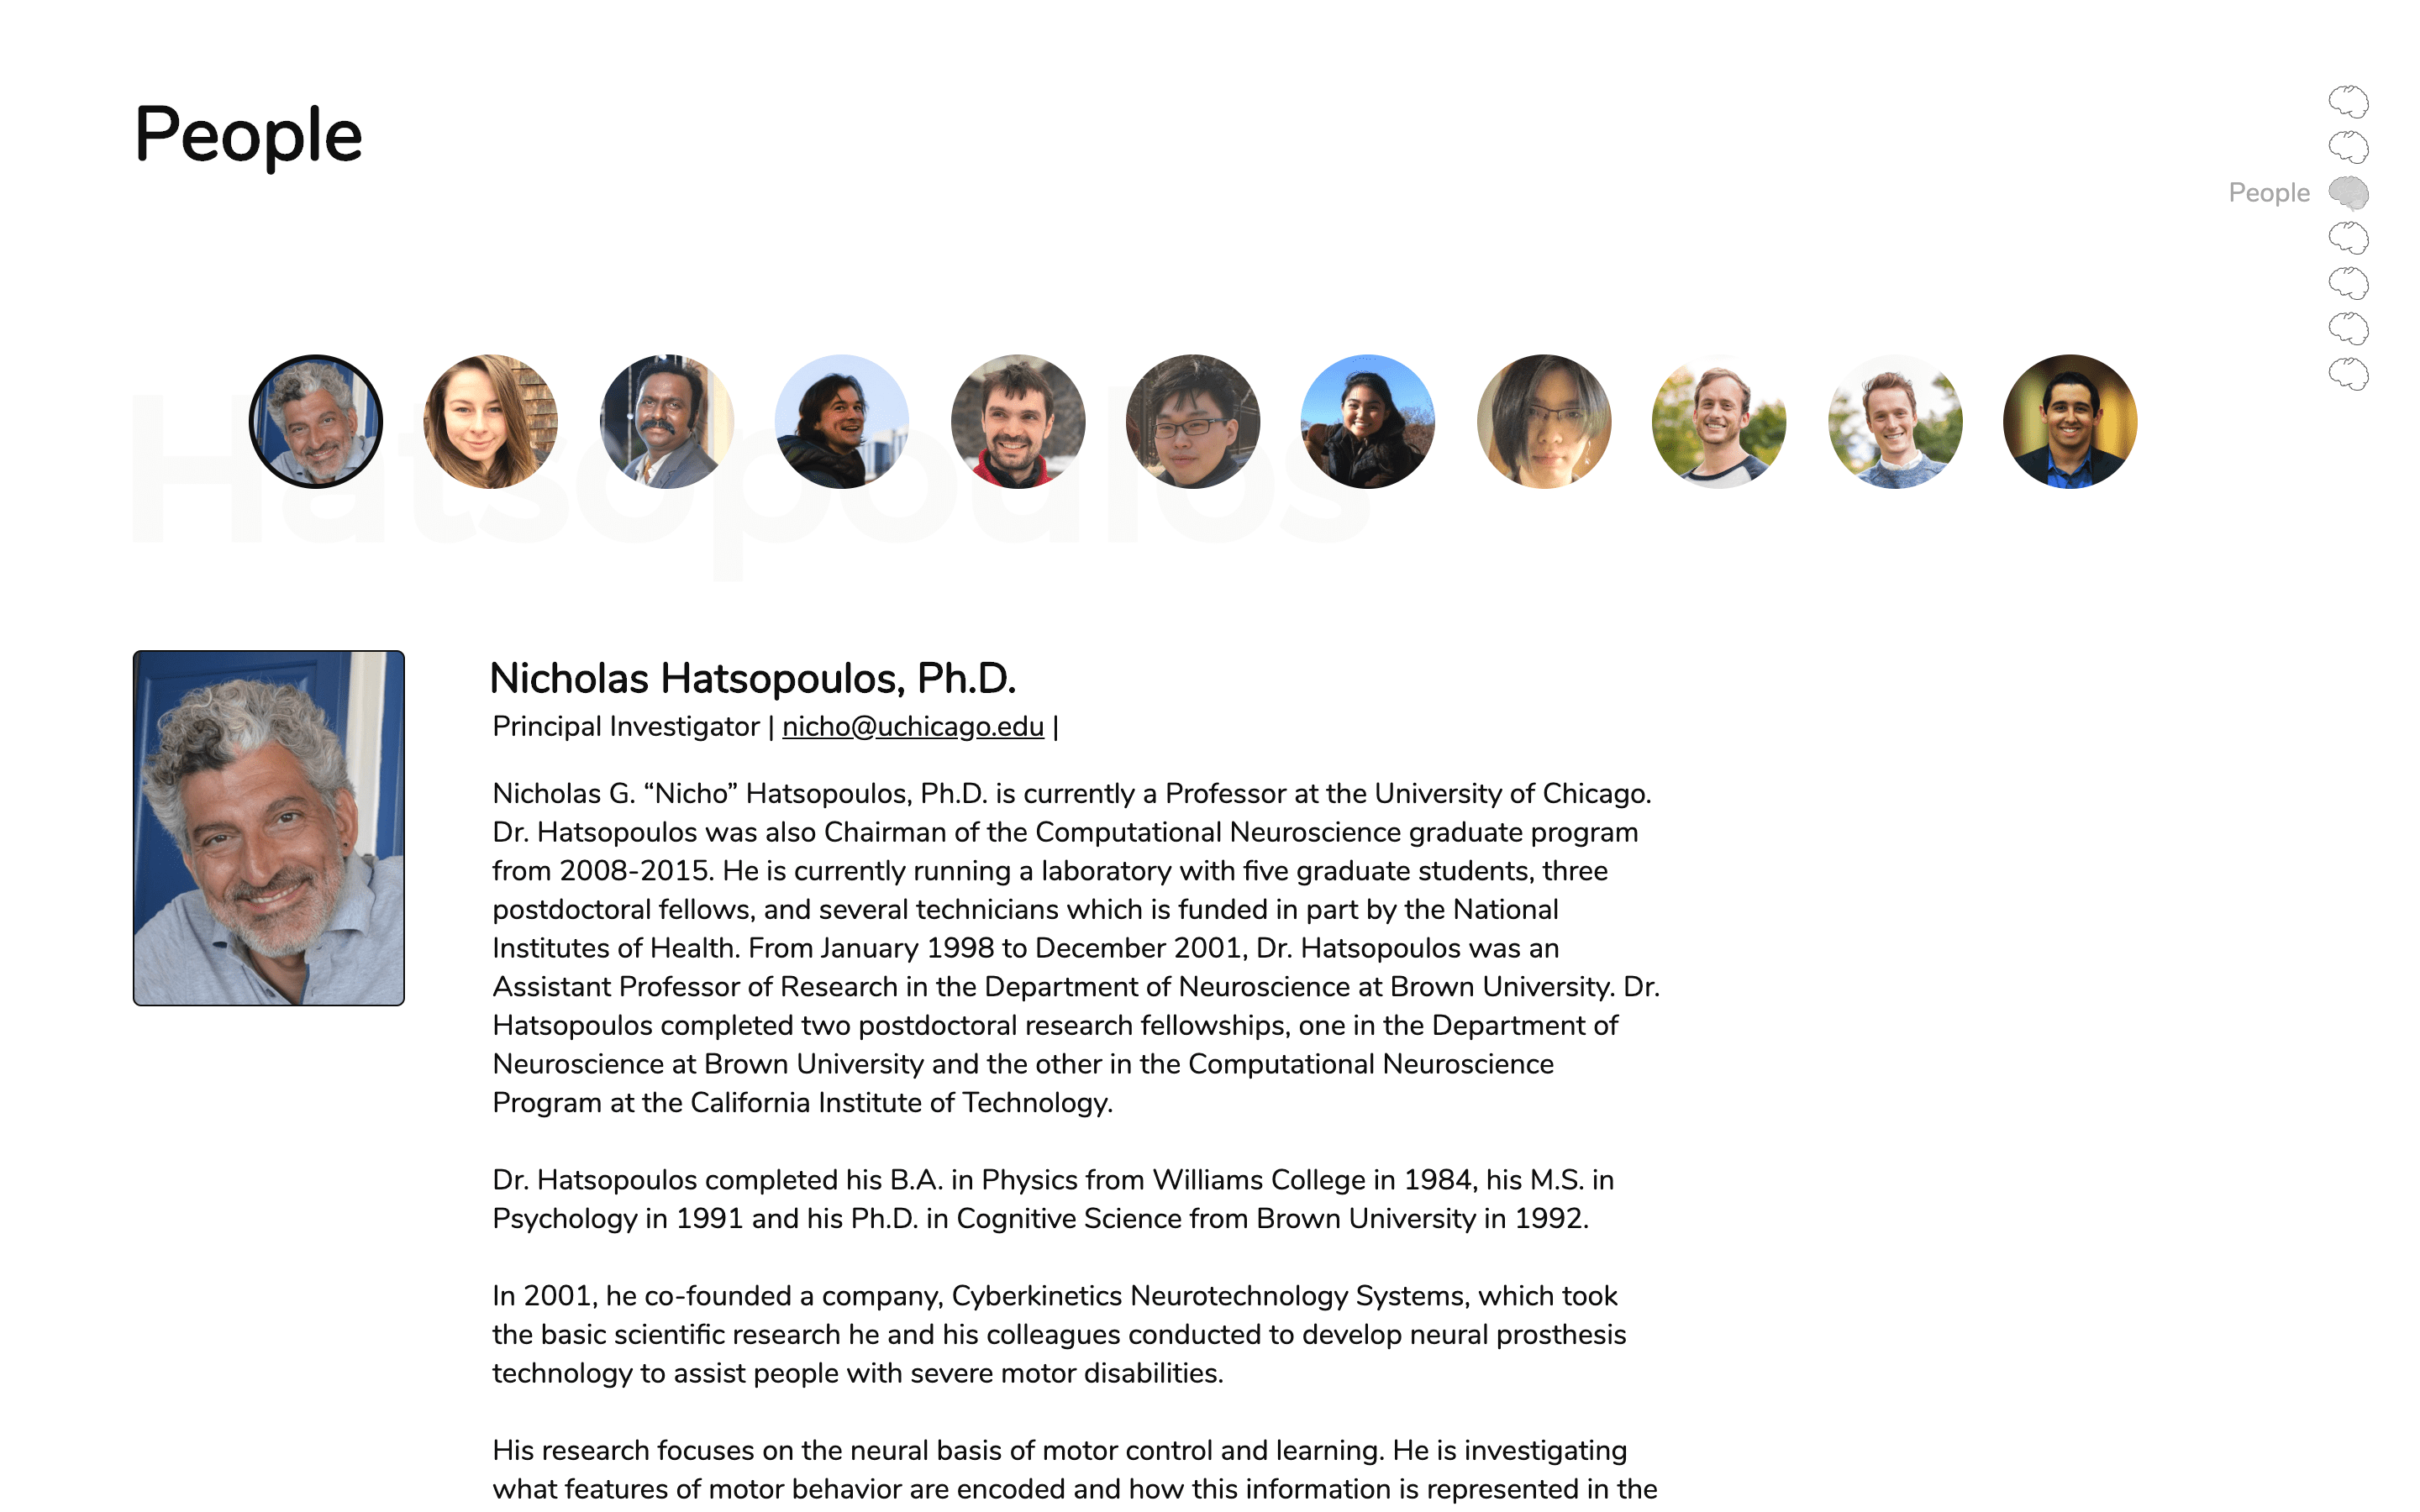 People
People
Hatsopoulos
Nicholas Hatsopoulos, Ph.D.
Principal Investigator | nicho@uchicago.edu |
Nicholas G. “Nicho” Hatsopoulos, Ph.D. is currently a Professor at the University of Chicago.
Dr. Hatsopoulos was also Chairman of the Computational Neuroscience graduate program
from 2008-2015. He is currently running a laboratory with five graduate students, three
postdoctoral fellows, and several technicians which is funded in part by the National
Institutes of Health. From January 1998 to December 2001, Dr. Hatsopoulos was an
Assistant Professor of Research in the Department of Neuroscience at Brown University. Dr.
Hatsopoulos completed two postdoctoral research fellowships, one in the Department of
Neuroscience at Brown University and the other in the Computational Neuroscience
Program at the California Institute of Technology.
Dr. Hatsopoulos completed his B.A. in Physics from Williams College in 1984, his M.S. in
Psychology in 1991 and his Ph.D. in Cognitive Science from Brown University in 1992.
In 2001, he co-founded a company, Cyberkinetics Neurotechnology Systems, which took
the basic scientific research he and his colleagues conducted to develop neural prosthesis
technology to assist people with severe motor disabilities.
His research focuses on the neural basis of motor control and learning. He is investigating
what features of motor behavior are encoded and how this information is represented in the